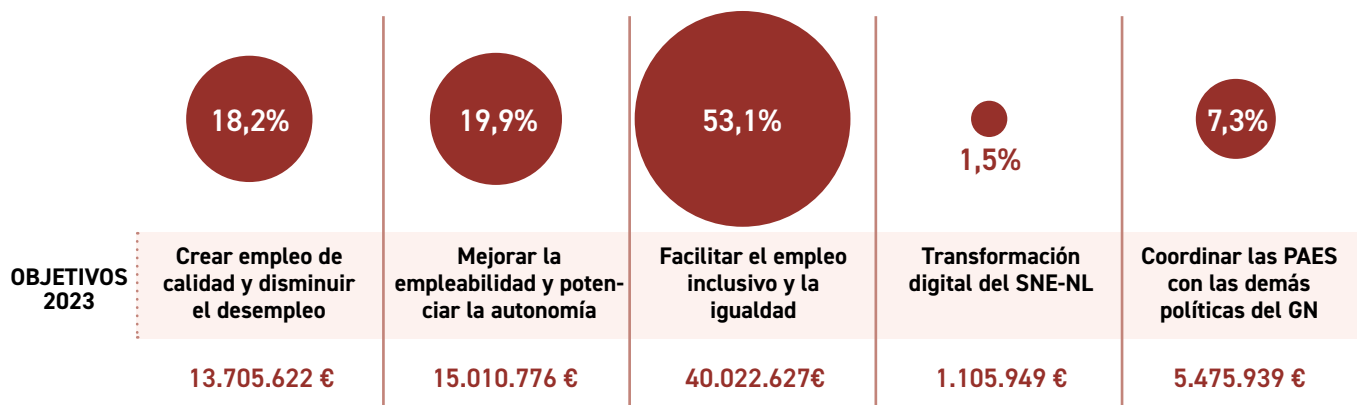 18,2%
19,9%
53,1%
1,5%
7,3%
OBJETIVOS
2023
Crear empleo de
calidad y disminuir
el desempleo
Mejorar la
empleabilidad y poten-
ciar la autonomía
Facilitar el empleo
inclusivo y la
igualdad
Transformación
digital del SNE-NL
Coordinar las PAES
con las demás
políticas del GN
13.705.622 €
15.010.776 €
40.022.627€
1.105.949 €
5.475.939 €